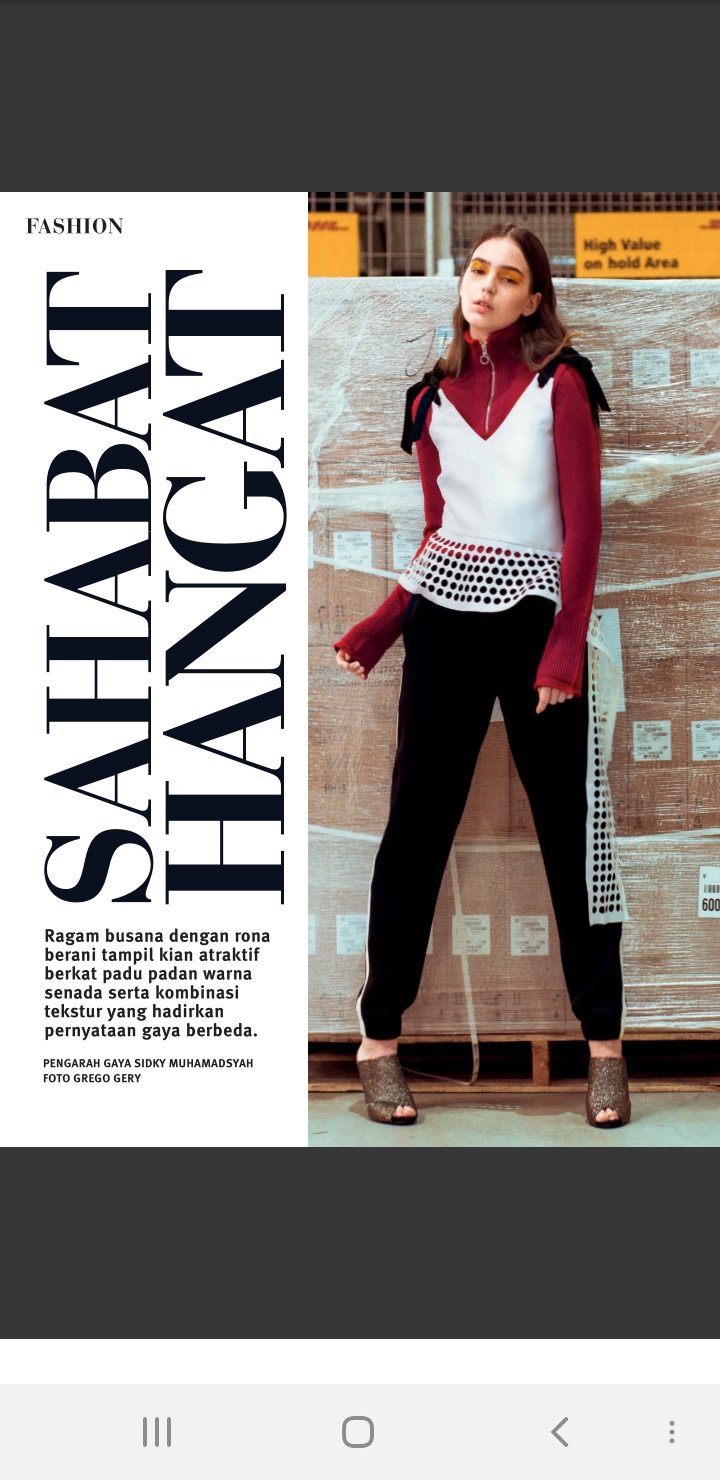 FASHION
SAHABAT
HANGAT
Ragam busana dengan rona
berani tampil kian atraktif
berkat padu padan warna
senada serta kombinasi
tekstur yang hadirkan
pernyataan gaya berbeda.
PENGARAH GAYA SIDKY MUHAMADSYAH
FOTO GREGO GERY
High Value
on hold Area
600